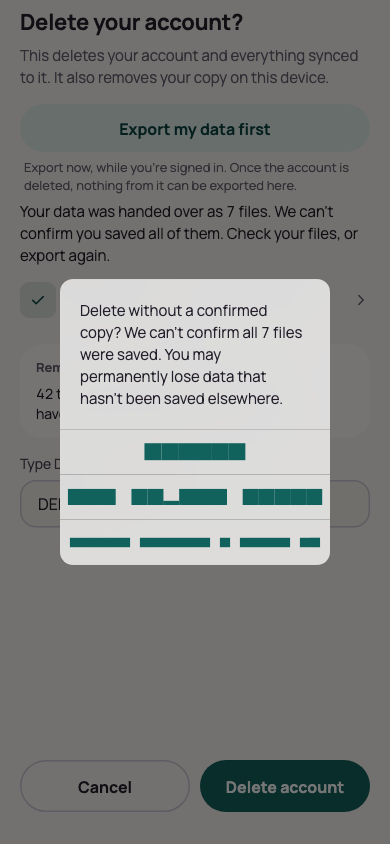 Delete your account?
This deletes your account and everything synced
to it. It also removes your copy on this device.
Export my data first
Export now, while you're signed in. Once the account is
deleted, nothing from it can be exported here.
Your data was handed over as 7 files. We can't
confirm you saved all of them. Check your files, or
export again.
Delete without a confirmed
copy? We can't confirm all 7 files
were saved. You may
permanently lose data that
hasn't been saved elsewhere.
42
Type
Cancel
Delete account